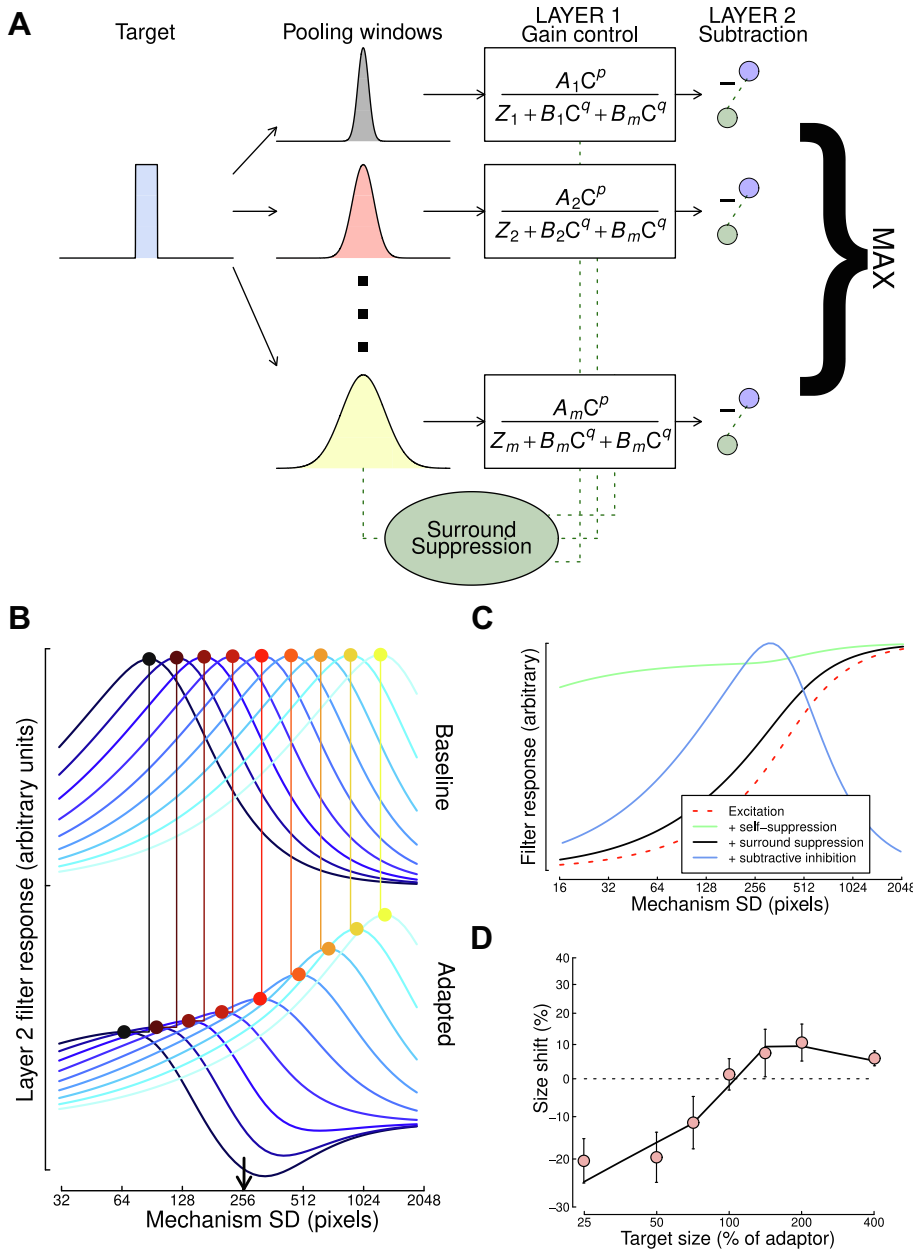 A
Target
Pooling windows
LAYER 1
Gain control
LAYER 2
Subtraction
A₁Cᵖ
Z₁ + B₁C^q + BₘC^q
A₂Cᵖ
Z₂ + B₂C^q + BₘC^q
AₘCᵖ
Zₘ + BₘC^q + BₘC^q
–
–
–
}
MAX
Surround
Suppression
B
Layer 2 filter response (arbitrary units)
Baseline
Adapted
32 64 128 256 512 1024 2048
Mechanism SD (pixels)
C
Filter response (arbitrary)
Excitation
+ self−suppression
+ surround suppression
+ subtractive inhibition
16 32 64 128 256 512 1024 2048
Mechanism SD (pixels)
D
Size shift (%)
40
20
10
0
−10
−20
−30
25 50 100 200 400
Target size (% of adaptor)